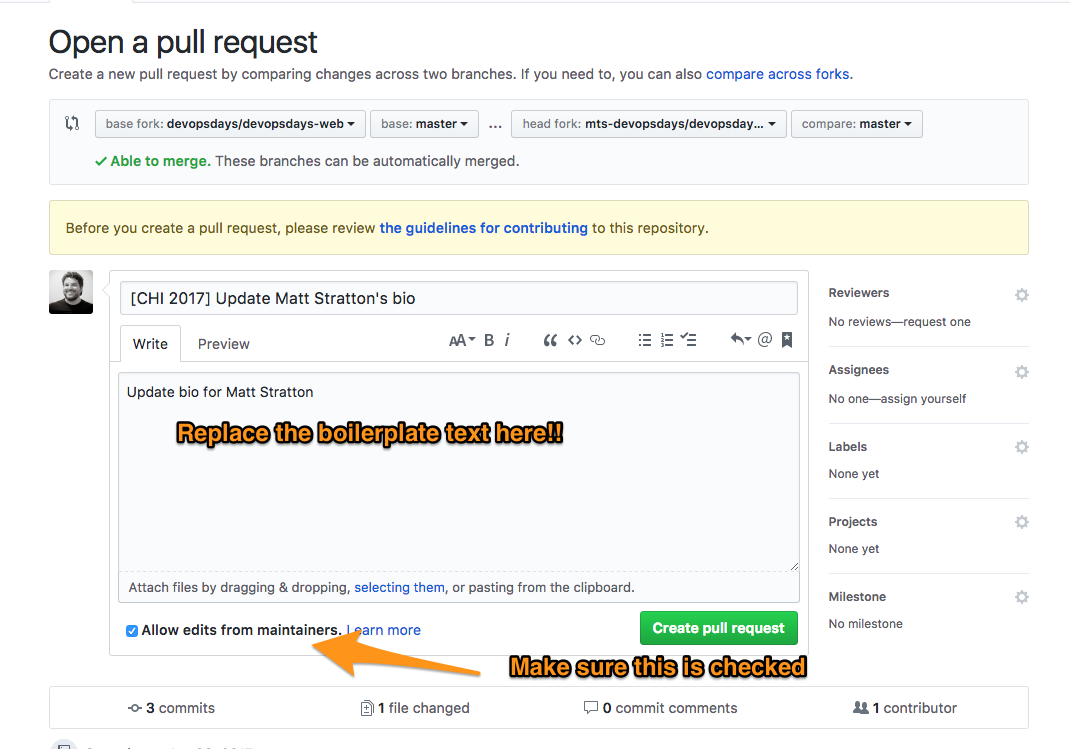 Open a pull request
Create a new pull request by comparing changes across two branches. If you need to, you can also compare across forks.
base fork: devopsdays/devopsdays-web base: master ... head fork: mts-devopsdays/devopsday... compare: master
Able to merge. These branches can be automatically merged.
Before you create a pull request, please review the guidelines for contributing to this repository.
[CHI 2017] Update Matt Stratton's bio
Write Preview AA B i “ <> @
Update bio for Matt Stratton
Replace the boilerplate text here!!
Attach files by dragging & dropping, selecting them, or pasting from the clipboard.
Allow edits from maintainers. Learn more
Create pull request
Make sure this is checked
Reviewers
No reviews—request one
Assignees
No one—assign yourself
Labels
None yet
Projects
None yet
Milestone
No milestone
3 commits 1 file changed 0 commit comments 1 contributor